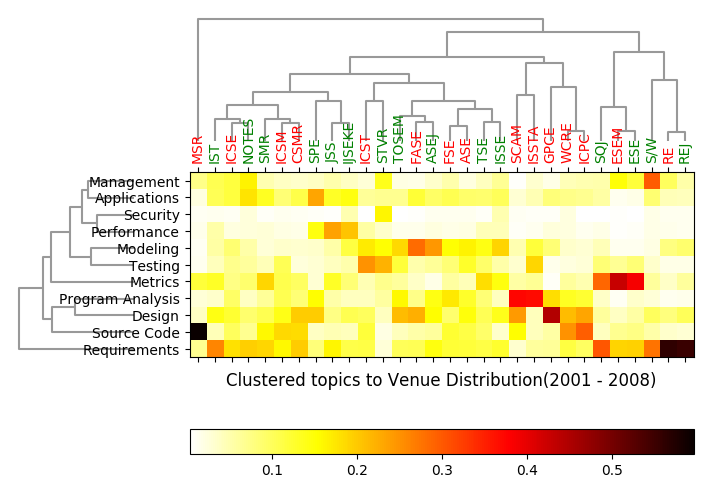 MSR
IST
ICSE
NOTES
SMR
ICSM
CSMR
SPE
JSS
IJSEKE
ICST
STVR
TOSEM
FASE
ASEJ
FSE
ASE
TSE
ISSE
SCAM
ISSTA
GPCE
WCRE
ICPC
SQJ
ESEM
ESE
S/W
RE
REJ
Management
Applications
Security
Performance
Modeling
Testing
Metrics
Program Analysis
Design
Source Code
Requirements
Clustered topics to Venue Distribution(2001 - 2008)
0.1 0.2 0.3 0.4 0.5